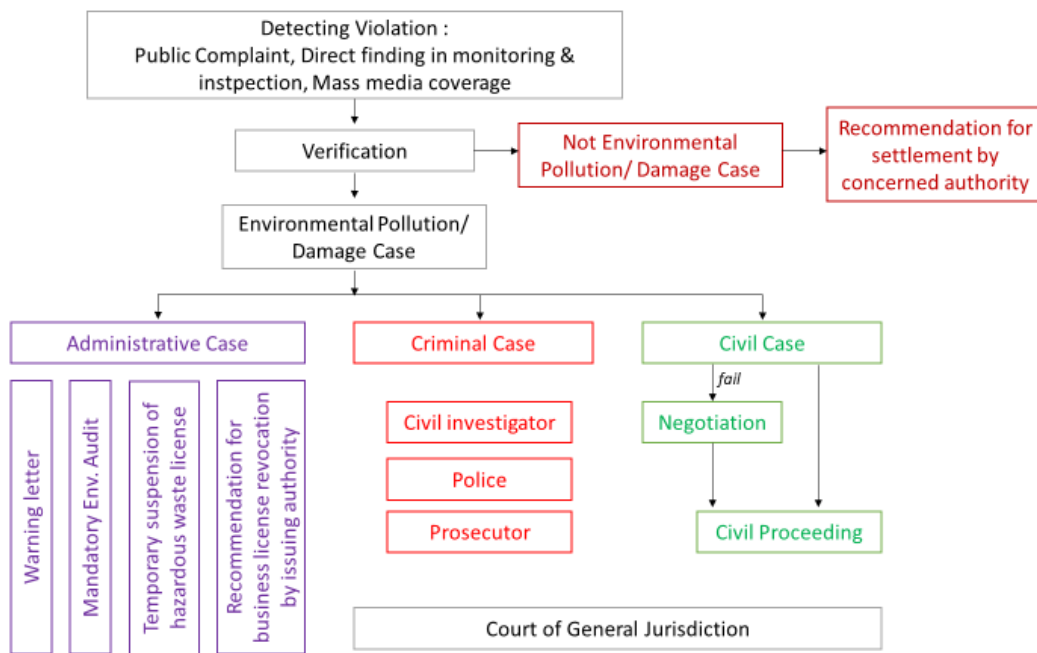 Detecting Violation :
Public Complaint, Direct finding in monitoring &
instpection, Mass media coverage
Verification
Not Environmental
Pollution/ Damage Case
Recommendation for
settlement by
concerned authority
Environmental Pollution/
Damage Case
Administrative Case
Criminal Case
Civil Case
fail
Warning letter
Mandatory Env. Audit
Temporary suspension of
hazardous waste license
Recommendation for
business license revocation
by issuing authority
Civil investigator
Police
Prosecutor
Negotiation
Civil Proceeding
Court of General Jurisdiction